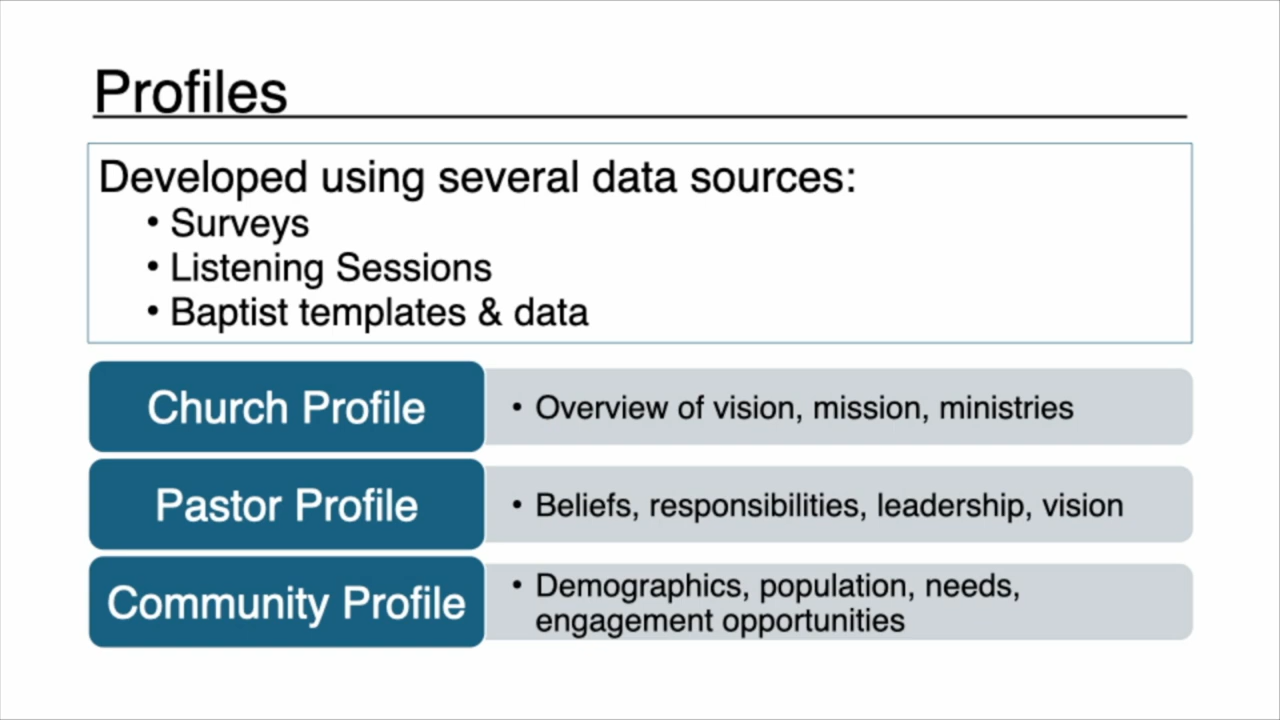 Profiles
Developed using several data sources:
• Surveys
• Listening Sessions
• Baptist templates & data
Church Profile
• Overview of vision, mission, ministries
Pastor Profile
• Beliefs, responsibilities, leadership, vision
Community Profile
• Demographics, population, needs,
engagement opportunities